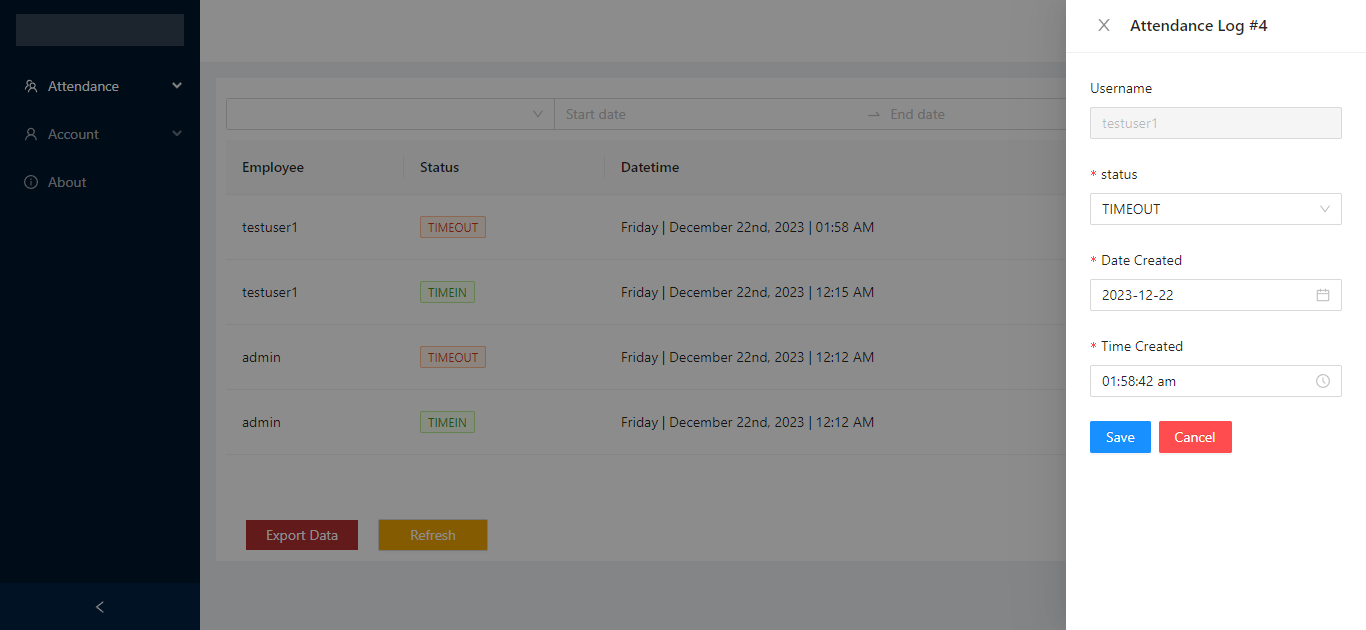 Attendance
Account
About
Start date → End date
Employee Status Datetime
testuser1 TIMEOUT Friday | December 22nd, 2023 | 01:58 AM
testuser1 TIMEIN Friday | December 22nd, 2023 | 12:15 AM
admin TIMEOUT Friday | December 22nd, 2023 | 12:12 AM
admin TIMEIN Friday | December 22nd, 2023 | 12:12 AM
Export Data Refresh
Attendance Log #4
Username
testuser1
* status
TIMEOUT
* Date Created
2023-12-22
* Time Created
01:58:42 am
Save Cancel